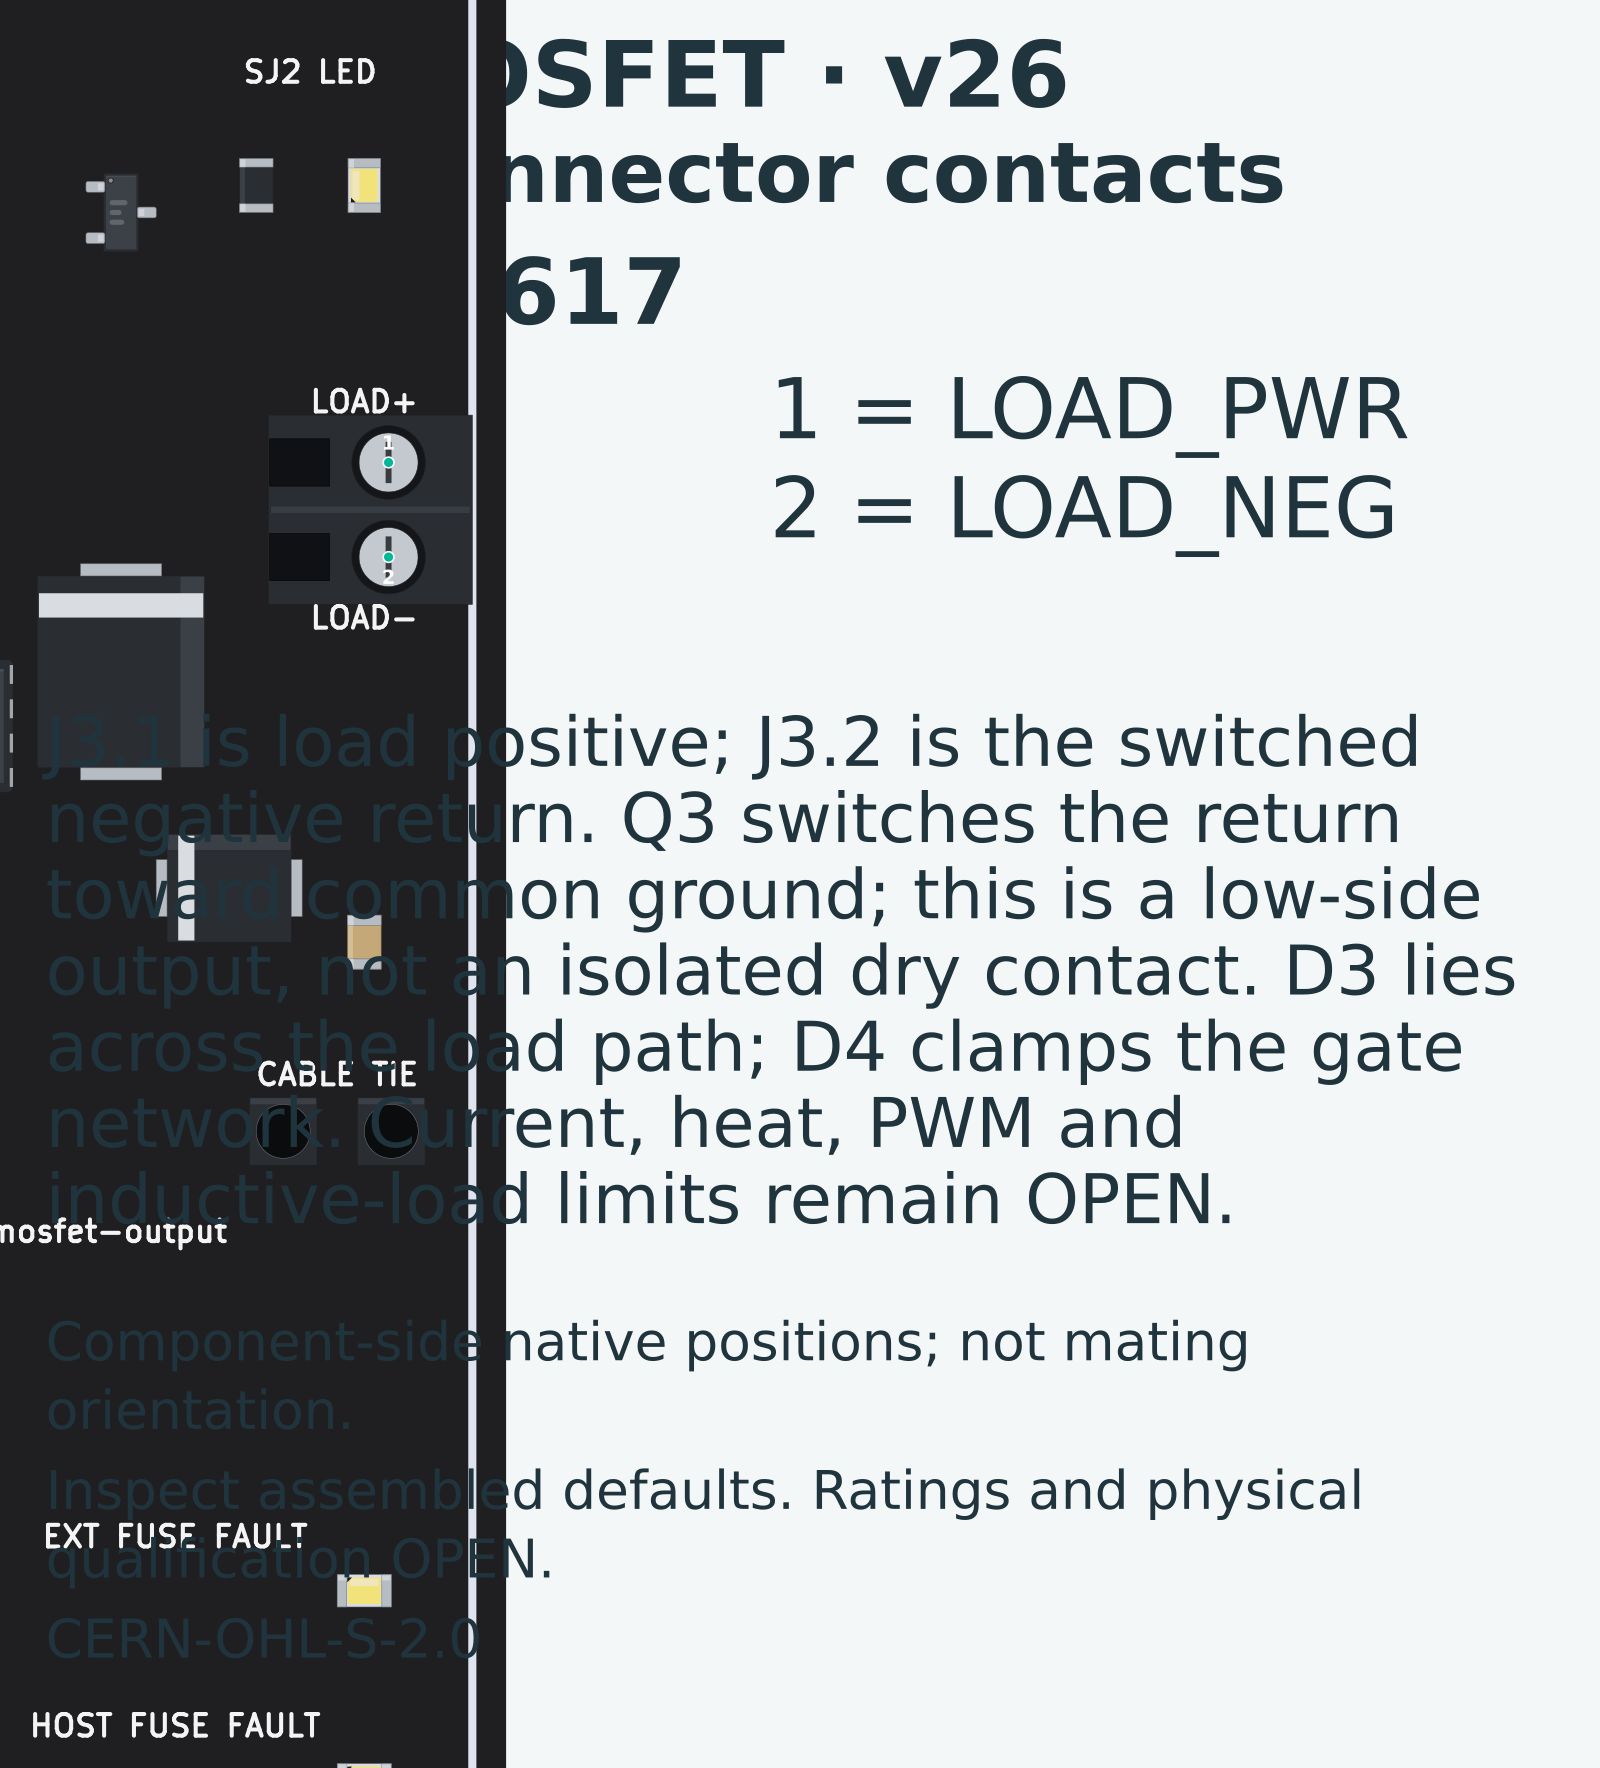 OSFET · v26
nnector contacts
617
1 = LOAD_PWR
2 = LOAD_NEG
SJ2 LED
LOAD+
1
2
LOAD-
J3.1 is load positive; J3.2 is the switched
negative return. Q3 switches the return
toward common ground; this is a low-side
output, not an isolated dry contact. D3 lies
across the load path; D4 clamps the gate
CABLE TIE
network. Current, heat, PWM and
inductive-load limits remain OPEN.
mosfet-output
Component-side native positions; not mating
orientation.
Inspect assembled defaults. Ratings and physical
EXT FUSE FAULT
qualification OPEN.
CERN-OHL-S-2.0
HOST FUSE FAULT